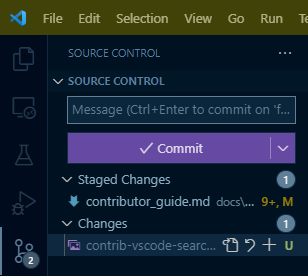 File Edit Selection View Go Run Te
SOURCE CONTROL ...
SOURCE CONTROL
Message (Ctrl+Enter to commit on 'f...
Commit
Staged Changes 1
contributor_guide.md docs\... 9+, M
Changes 1
contrib-vscode-searc... U
2